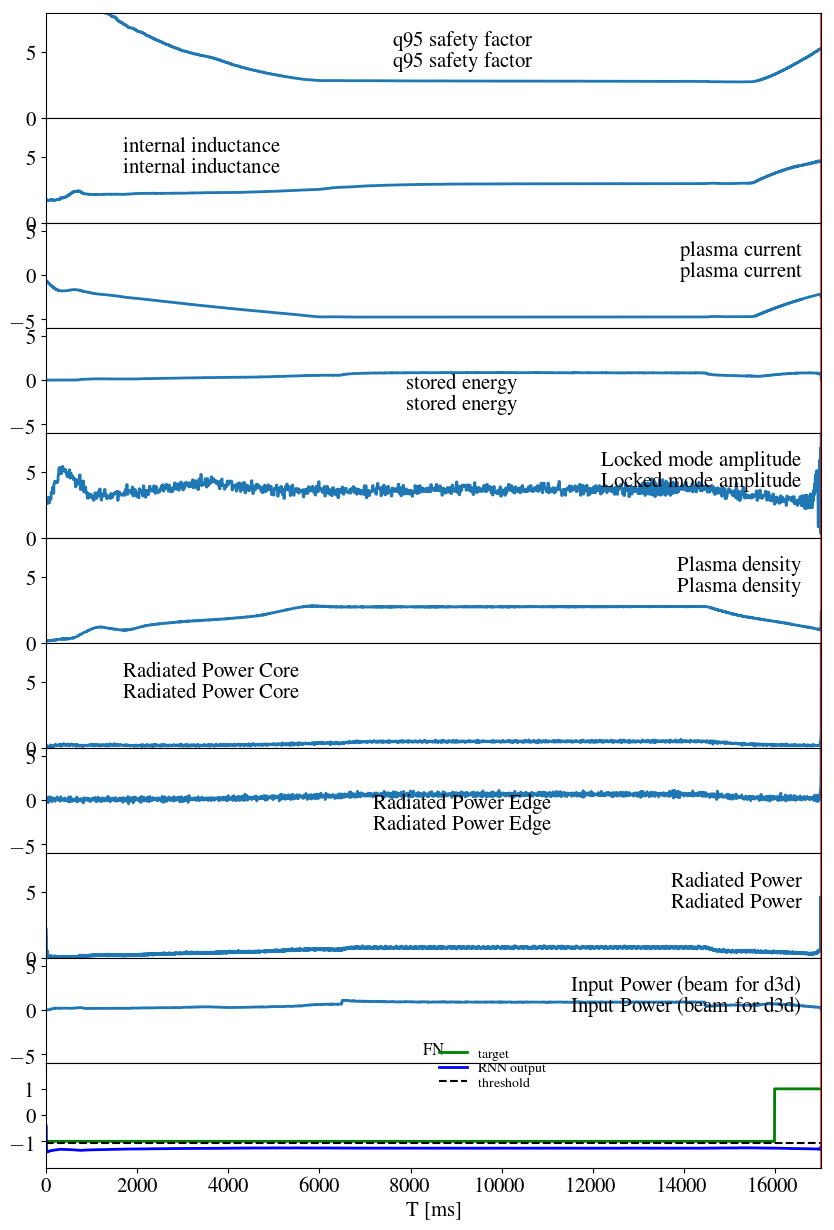 5
q95 safety factor
q95 safety factor
0
5
internal inductance
internal inductance
0
5
plasma current
0
plasma current
−5
5
0
stored energy
stored energy
−5
Locked mode amplitude
5
Locked mode amplitude
Plasma density
5
Plasma density
0
Radiated Power Core
5
Radiated Power Core
0
5
0
Radiated Power Edge
Radiated Power Edge
−5
Radiated Power
5
Radiated Power
0
5
Input Power (beam for d3d)
0
Input Power (beam for d3d)
−5
FN
target
RNN output
threshold
1
0
−1
0 2000 4000 6000 8000 10000 12000 14000 16000
T [ms]